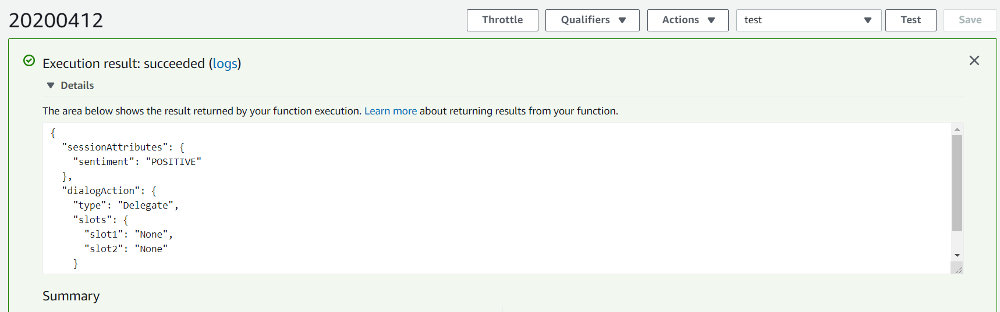 20200412
Throttle Qualifiers Actions test Test Save
Execution result: succeeded (logs)
Details
The area below shows the result returned by your function execution. Learn more about returning results from your function.
{
"sessionAttributes": {
"sentiment": "POSITIVE"
},
"dialogAction": {
"type": "Delegate",
"slots": {
"slot1": "None",
"slot2": "None"
}
Summary